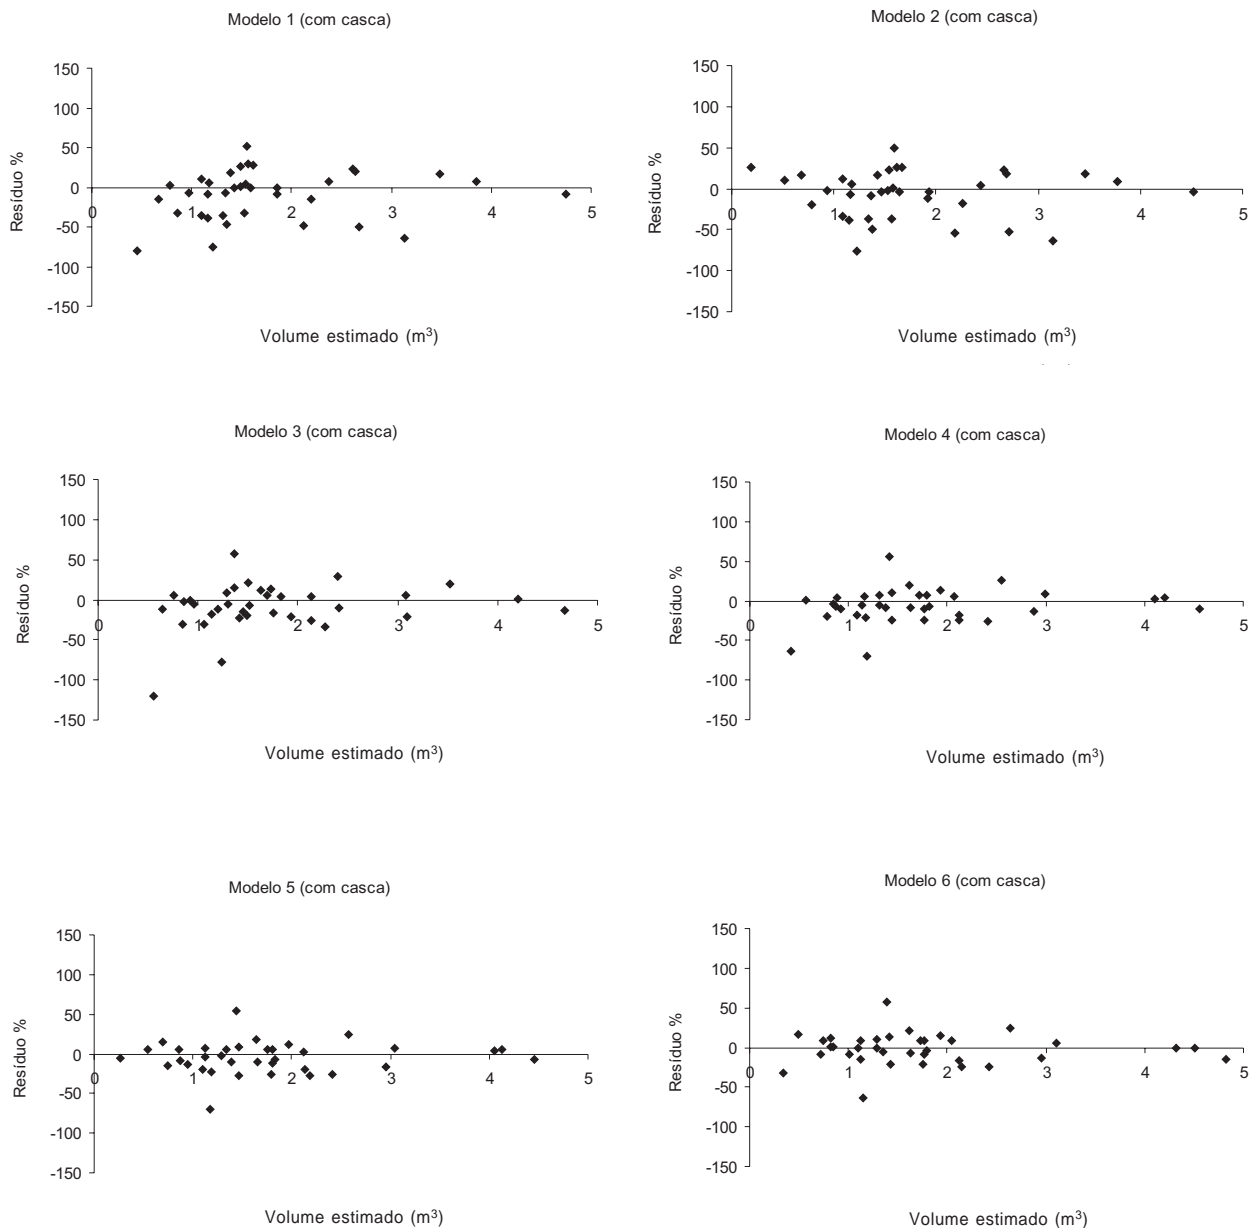 Modelo 1 (com casca)
150
100
50
0
-50
-100
-150
0 1 2 3 4 5
Resíduo %
Volume estimado (m³)
Modelo 2 (com casca)
150
100
50
0
-50
-100
-150
0 1 2 3 4 5
Resíduo %
Volume estimado (m³)
Modelo 3 (com casca)
150
100
50
0
-50
-100
-150
0 1 2 3 4 5
Resíduo %
Volume estimado (m³)
Modelo 4 (com casca)
150
100
50
0
-50
-100
-150
0 1 2 3 4 5
Resíduo %
Volume estimado (m³)
Modelo 5 (com casca)
150
100
50
0
-50
-100
-150
0 1 2 3 4 5
Resíduo %
Volume estimado (m³)
Modelo 6 (com casca)
150
100
50
0
-50
-100
-150
0 1 2 3 4 5
Resíduo %
Volume estimado (m³)